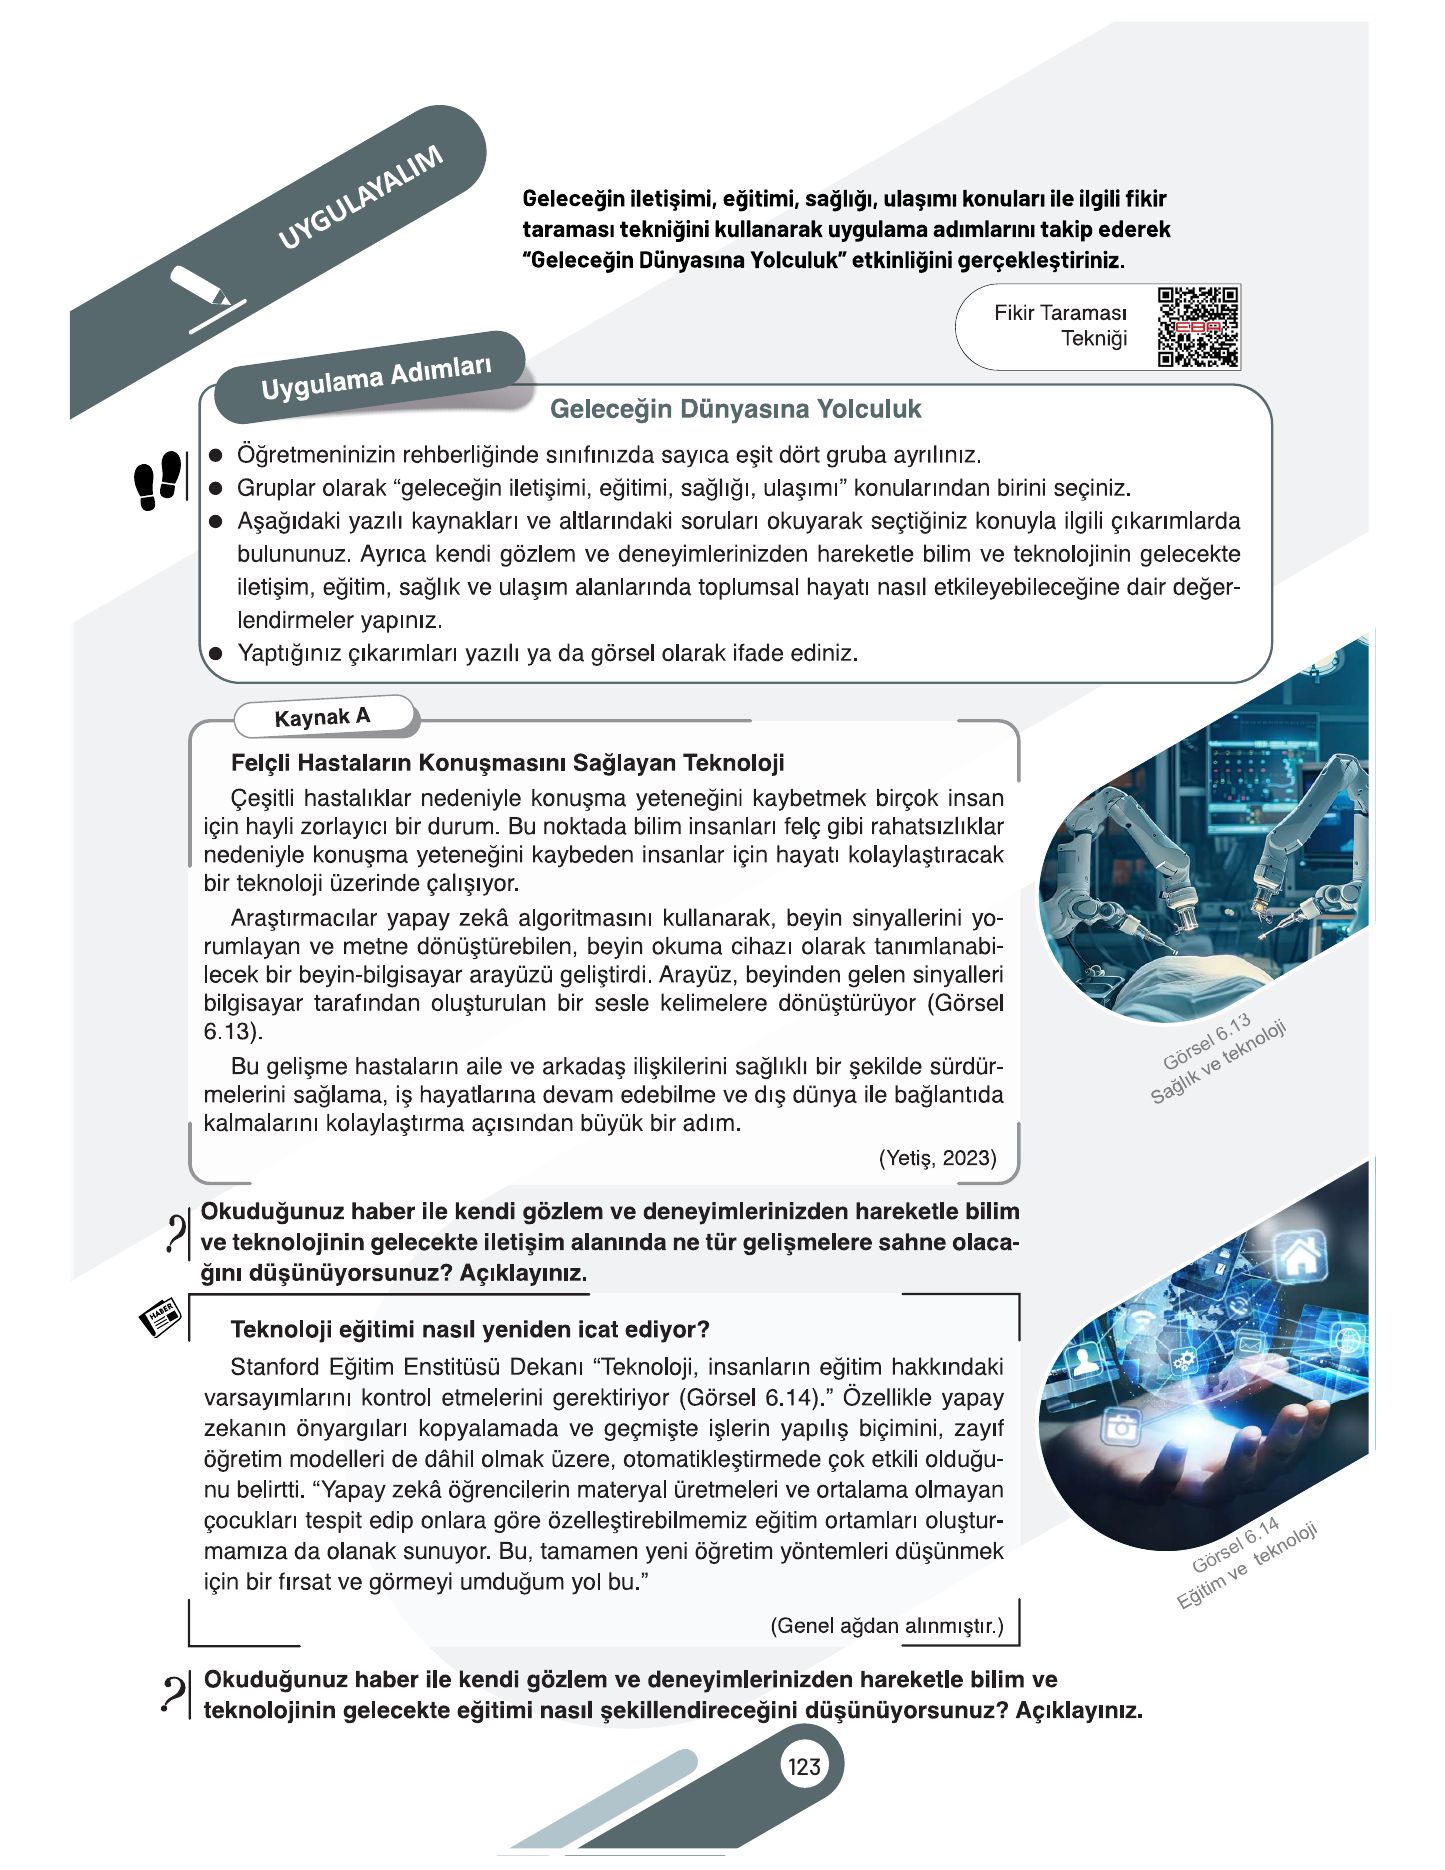 UYGULAYALIM
Geleceğin iletişimi, eğitimi, sağlığı, ulaşımı konuları ile ilgili fikir
taraması tekniğini kullanarak uygulama adımlarını takip ederek
“Geleceğin Dünyasına Yolculuk” etkinliğini gerçekleştiriniz.
Fikir Taraması
Tekniği
EBA
Uygulama Adımları
Geleceğin Dünyasına Yolculuk
● Öğretmeninizin rehberliğinde sınıfınızda sayıca eşit dört gruba ayrılınız.
● Gruplar olarak “geleceğin iletişimi, eğitimi, sağlığı, ulaşımı” konularından birini seçiniz.
● Aşağıdaki yazılı kaynakları ve altlarındaki soruları okuyarak seçtiğiniz konuyla ilgili çıkarımlarda
bulununuz. Ayrıca kendi gözlem ve deneyimlerinizden hareketle bilim ve teknolojinin gelecekte
iletişim, eğitim, sağlık ve ulaşım alanlarında toplumsal hayatı nasıl etkileyebileceğine dair değer-
lendirmeler yapınız.
● Yaptığınız çıkarımları yazılı ya da görsel olarak ifade ediniz.
Kaynak A
Felçli Hastaların Konuşmasını Sağlayan Teknoloji
Çeşitli hastalıklar nedeniyle konuşma yeteneğini kaybetmek birçok insan
için hayli zorlayıcı bir durum. Bu noktada bilim insanları felç gibi rahatsızlıklar
nedeniyle konuşma yeteneğini kaybeden insanlar için hayatı kolaylaştıracak
bir teknoloji üzerinde çalışıyor.
Araştırmacılar yapay zekâ algoritmasını kullanarak, beyin sinyallerini yo-
rumlayan ve metne dönüştürebilen, beyin okuma cihazı olarak tanımlanabi-
lecek bir beyin-bilgisayar arayüzü geliştirdi. Arayüz, beyinden gelen sinyalleri
bilgisayar tarafından oluşturulan bir sesle kelimelere dönüştürüyor (Görsel
6.13).
Bu gelişme hastaların aile ve arkadaş ilişkilerini sağlıklı bir şekilde sürdür-
melerini sağlama, iş hayatlarına devam edebilme ve dış dünya ile bağlantıda
kalmalarını kolaylaştırma açısından büyük bir adım.
(Yetiş, 2023)
Görsel 6.13
Sağlık ve teknoloji
? Okuduğunuz haber ile kendi gözlem ve deneyimlerinizden hareketle bilim
ve teknolojinin gelecekte iletişim alanında ne tür gelişmelere sahne olaca-
ğını düşünüyorsunuz? Açıklayınız.
HABER
Teknoloji eğitimi nasıl yeniden icat ediyor?
Stanford Eğitim Enstitüsü Dekanı “Teknoloji, insanların eğitim hakkındaki
varsayımlarını kontrol etmelerini gerektiriyor (Görsel 6.14).” Özellikle yapay
zekanın önyargıları kopyalamada ve geçmişte işlerin yapılış biçimini, zayıf
öğretim modelleri de dâhil olmak üzere, otomatikleştirmede çok etkili olduğu-
nu belirtti. “Yapay zekâ öğrencilerin materyal üretmeleri ve ortalama olmayan
çocukları tespit edip onlara göre özelleştirebilmemiz eğitim ortamları oluştur-
mamıza da olanak sunuyor. Bu, tamamen yeni öğretim yöntemleri düşünmek
için bir fırsat ve görmeyi umduğum yol bu.”
(Genel ağdan alınmıştır.)
Görsel 6.14
Eğitim ve teknoloji
? Okuduğunuz haber ile kendi gözlem ve deneyimlerinizden hareketle bilim ve
teknolojinin gelecekte eğitimi nasıl şekillendireceğini düşünüyorsunuz? Açıklayınız.
123